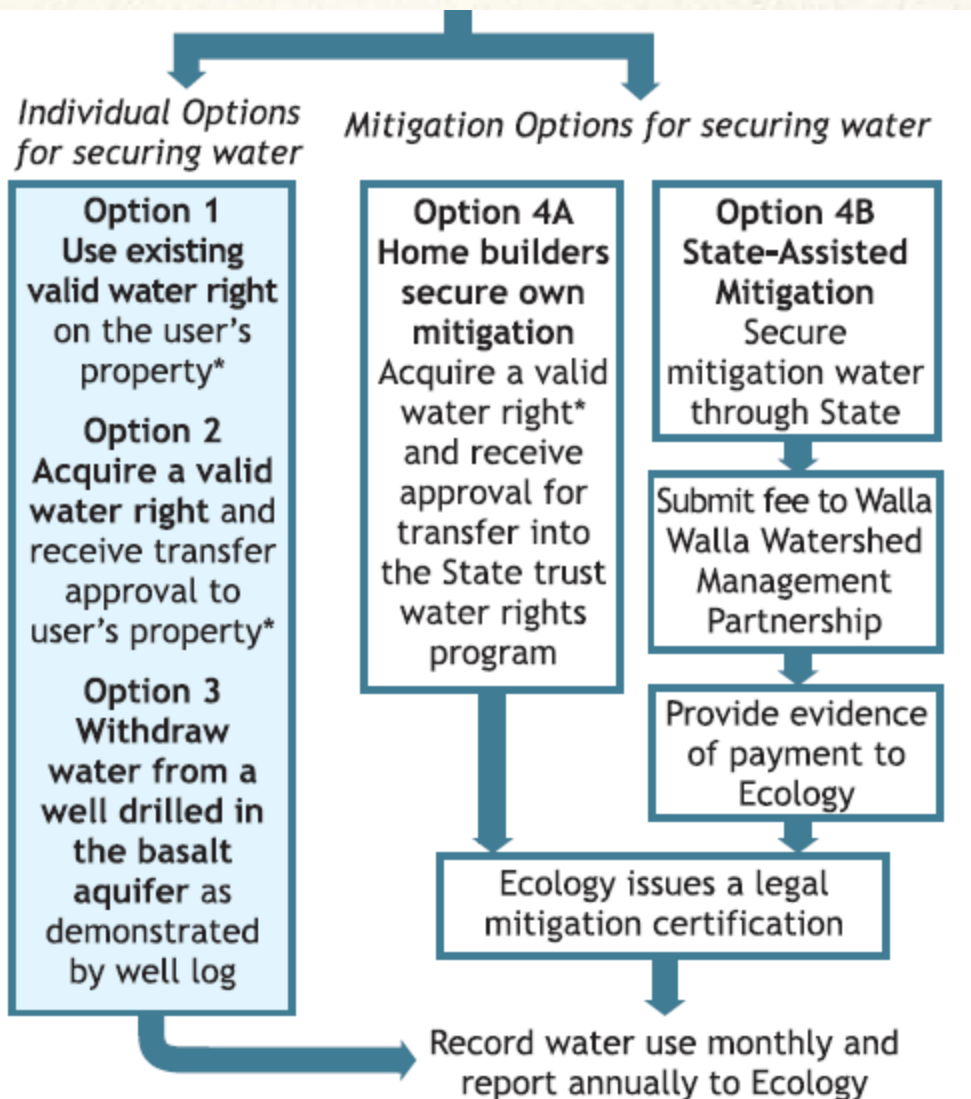 Individual Options
for securing water
Mitigation Options for securing water
Option 1
Use existing
valid water right
on the user's
property*
Option 2
Acquire a valid
water right and
receive transfer
approval to
user's property*
Option 3
Withdraw
water from a
well drilled in
the basalt
aquifer as
demonstrated
by well log
Option 4A
Home builders
secure own
mitigation
Acquire a valid
water right*
and receive
approval for
transfer into
the State trust
water rights
program
Option 4B
State-Assisted
Mitigation
Secure
mitigation water
through State
Submit fee to Walla
Walla Watershed
Management
Partnership
Provide evidence
of payment to
Ecology
Ecology issues a legal
mitigation certification
Record water use monthly and
report annually to Ecology